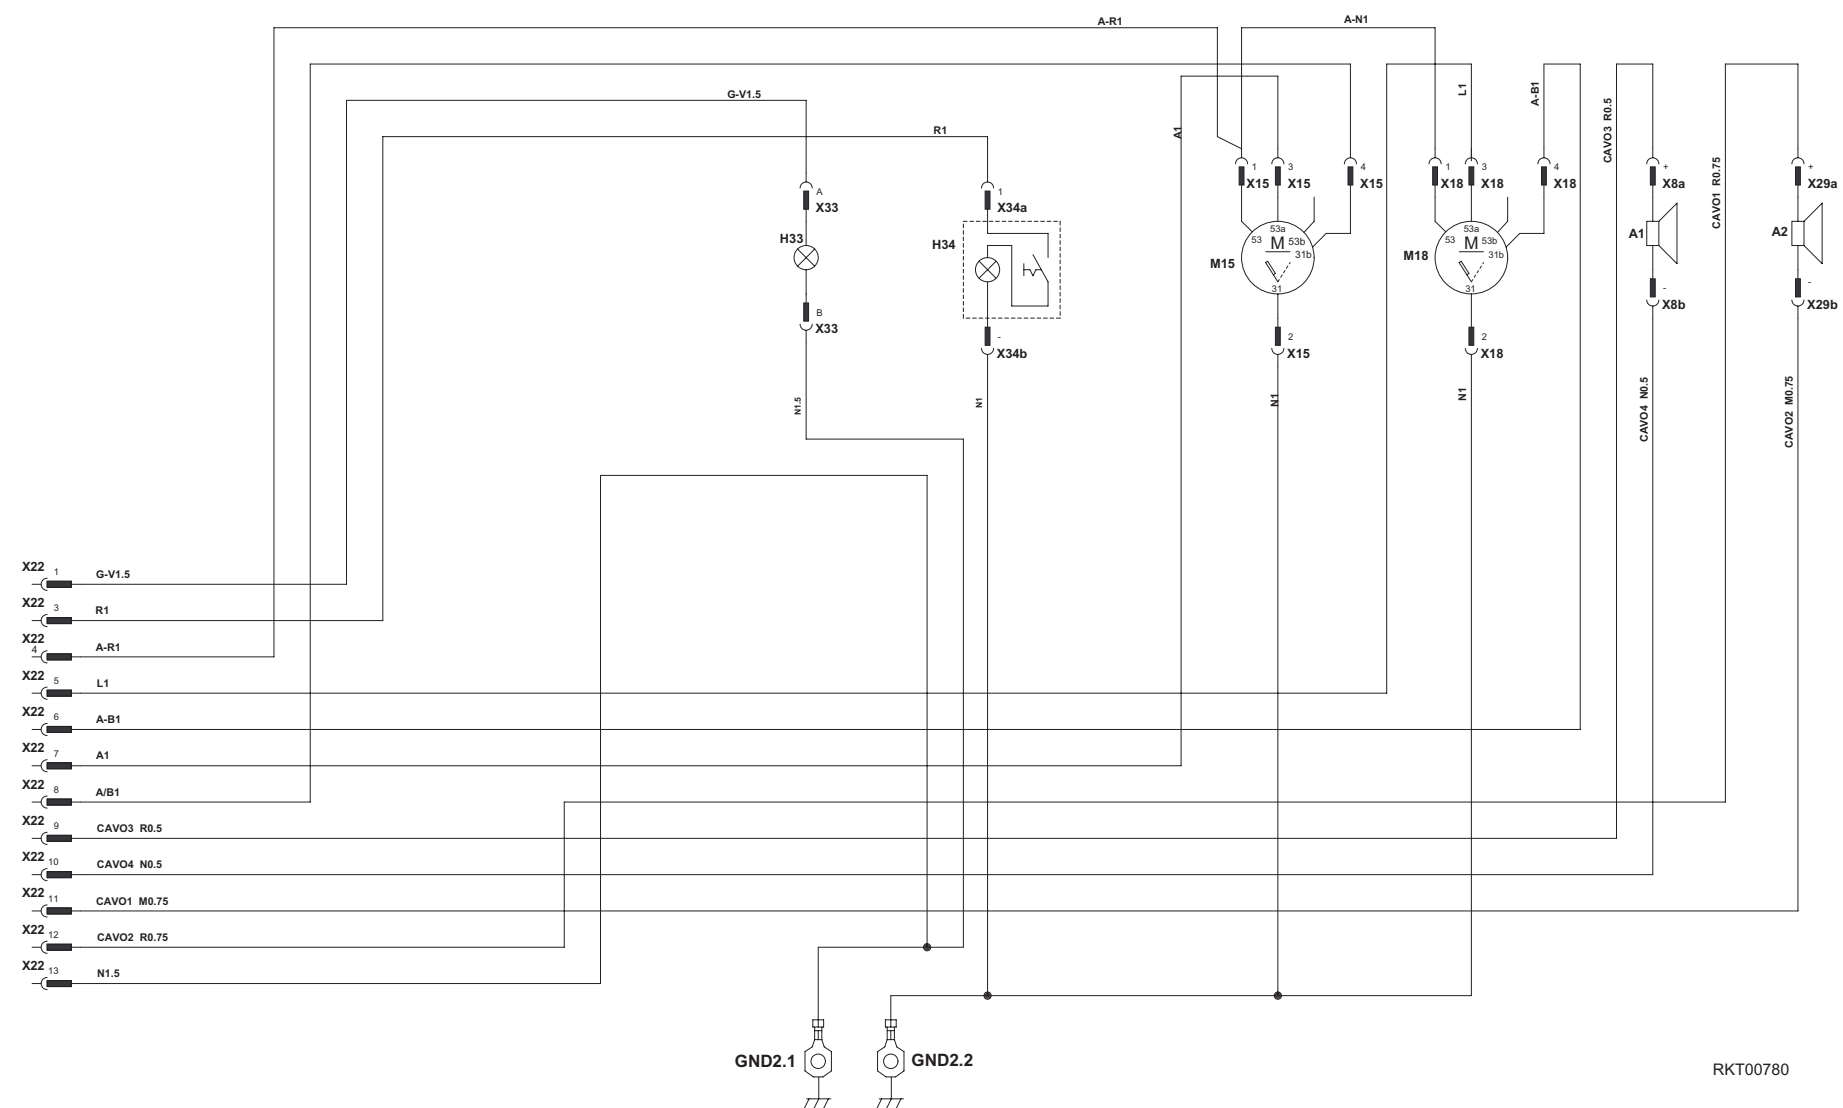 A-R1
A-N1
G-V1.5
R1
A1
L1
A-B1
CAVO3 R0.5
CAVO1 R0.75
1
X15
3
X15
4
X15
1
X18
3
X18
4
X18
+
X8a
+
X29a
A
X33
1
X34a
H33
H34
M15
53
53a
M
53b
31b
31
M18
53
53a
M
53b
31b
31
A1
A2
B
X33
-
X34b
2
X15
2
X18
-
X8b
-
X29b
N1.5
N1
N1
N1
CAVO4 N0.5
CAVO2 M0.75
X22 1 G-V1.5
X22 3 R1
X22 4 A-R1
X22 5 L1
X22 6 A-B1
X22 7 A1
X22 8 A/B1
X22 9 CAVO3 R0.5
X22 10 CAVO4 N0.5
X22 11 CAVO1 M0.75
X22 12 CAVO2 R0.75
X22 13 N1.5
GND2.1
GND2.2
RKT00780